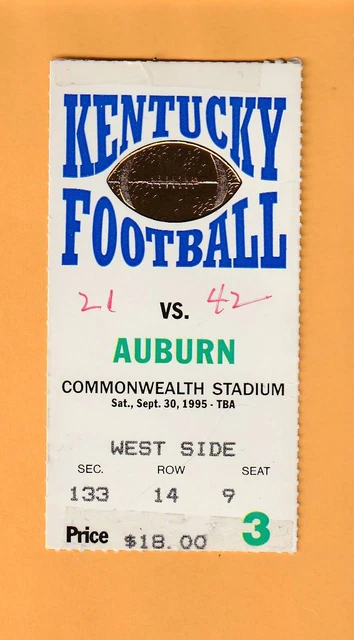 KENTUCKY
FOOTBALL
21 VS. 42
AUBURN
COMMONWEALTH STADIUM
Sat., Sept. 30, 1995 - TBA
WEST SIDE
SEC. ROW SEAT
133 14 9
Price $18.00 3